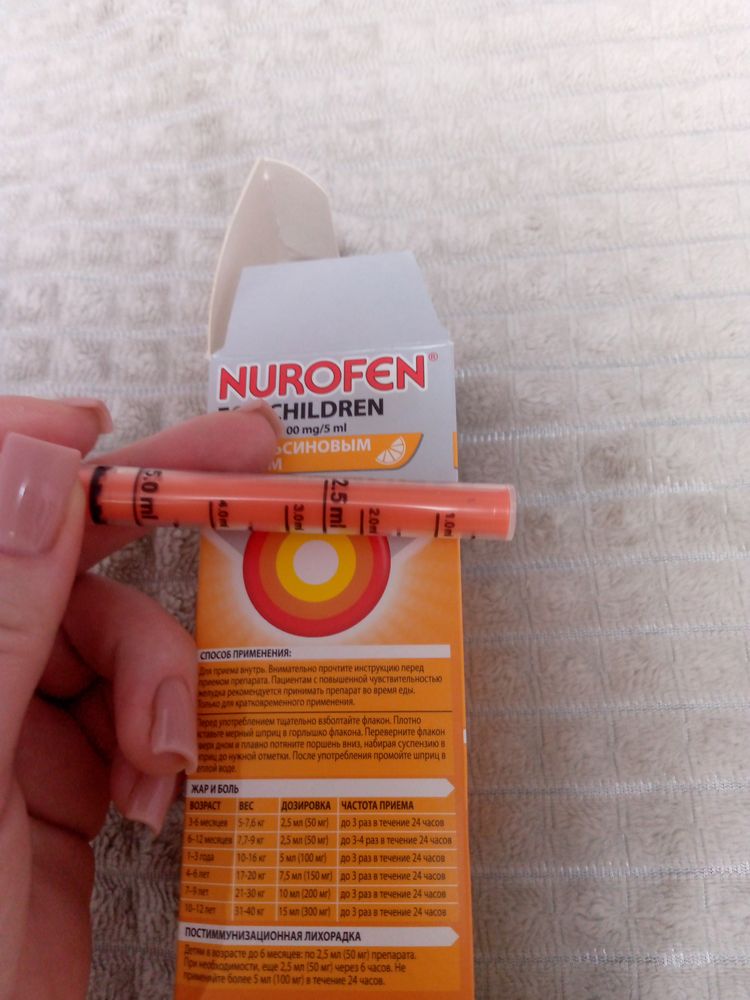 NUROFEN®
CHILDREN
00 mg/5 ml
ЬСИНОВЫМ
М
5.0 ml
4.0ml
3.0ml
2.5 ml
2.0ml
1.0ml
СПОСОБ ПРИМЕНЕНИЯ:
Для приема внутрь. Внимательно прочтите инструкцию перед
приемом препарата. Пациентам с повышенной чувствительностью
желудка рекомендуется принимать препарат во время еды.
Только для кратковременного применения.
Перед употреблением тщательно взболтайте флакон. Плотно
вставьте мерный шприц в горлышко флакона. Переверните флакон
вверх дном и плавно потяните поршень вниз, набирая суспензию в
шприц до нужной отметки. После употребления промойте шприц в
теплой воде.
ЖАР И БОЛЬ
ВОЗРАСТ ВЕС ДОЗИРОВКА ЧАСТОТА ПРИЕМА
3-6 месяцев 5-7,6 кг 2,5 мл (50 мг) до 3 раз в течение 24 часов
6–12 месяцев 7,7-9 кг 2,5 мл (50 мг) до 3-4 раз в течение 24 часов
1–3 года 10-16 кг 5 мл (100 мг) до 3 раз в течение 24 часов
4–6 лет 17-20 кг 7,5 мл (150 мг) до 3 раз в течение 24 часов
7–9 лет 21-30 кг 10 мл (200 мг) до 3 раз в течение 24 часов
10–12 лет 31-40 кг 15 мл (300 мг) до 3 раз в течение 24 часов
ПОСТИММУНИЗАЦИОННАЯ ЛИХОРАДКА
Детям в возрасте до 6 месяцев: по 2,5 мл (50 мг) препарата.
При необходимости, еще 2,5 мл (50 мг) через 6 часов. Не
применяйте более 5 мл (100 мг) в течение 24 часов.